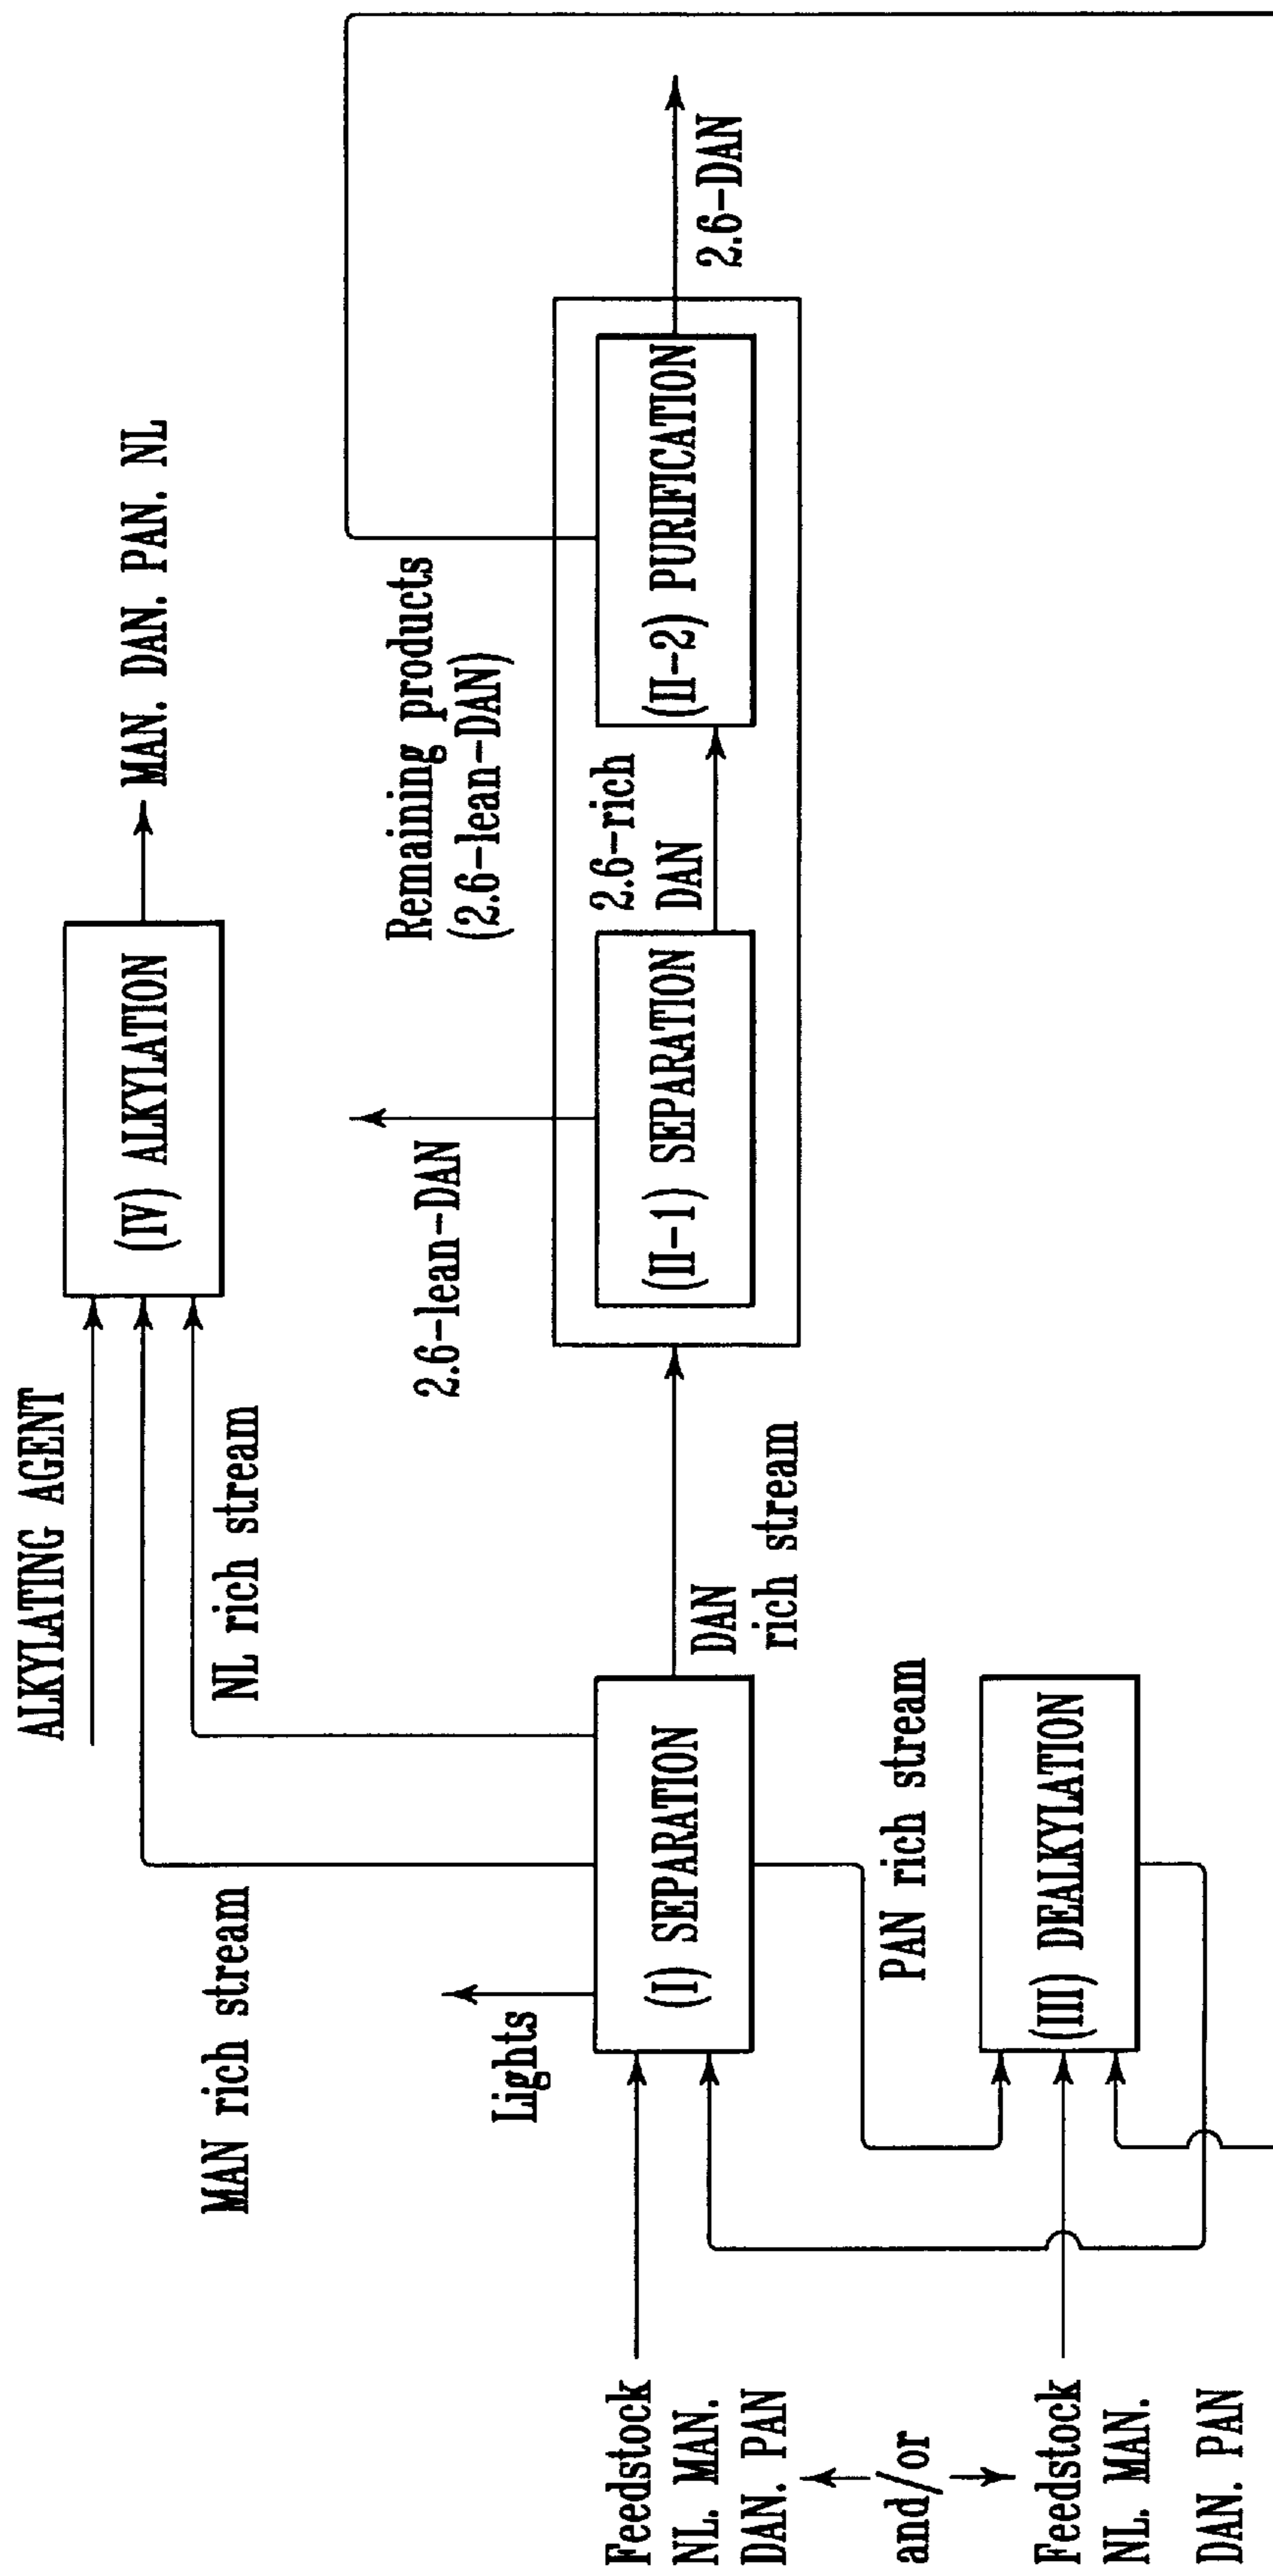 ALKYLATING AGENT
MAN rich stream
NL rich stream
(IV) ALKYLATION
MAN. DAN. PAN. NL
Lights
2.6-lean-DAN
Remaining products
(2.6-lean-DAN)
Feedstock
NL. MAN.
DAN. PAN
(I) SEPARATION
DAN
rich stream
(II-1) SEPARATION
2.6-rich
DAN
(II-2) PURIFICATION
2.6-DAN
and/or
PAN rich stream
Feedstock
NL. MAN.
DAN. PAN
(III) DEALKYLATION